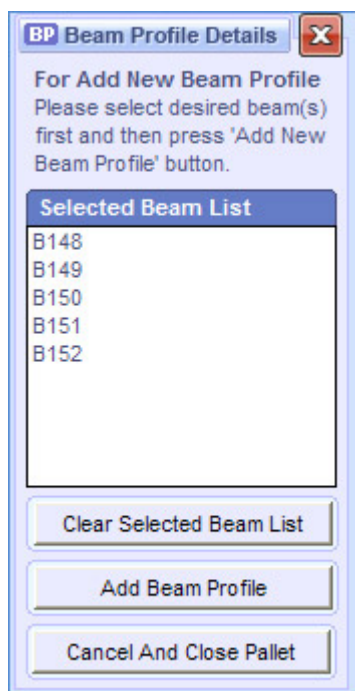 BP Beam Profile Details
For Add New Beam Profile
Please select desired beam(s)
first and then press 'Add New
Beam Profile' button.
Selected Beam List
B148
B149
B150
B151
B152
Clear Selected Beam List
Add Beam Profile
Cancel And Close Pallet